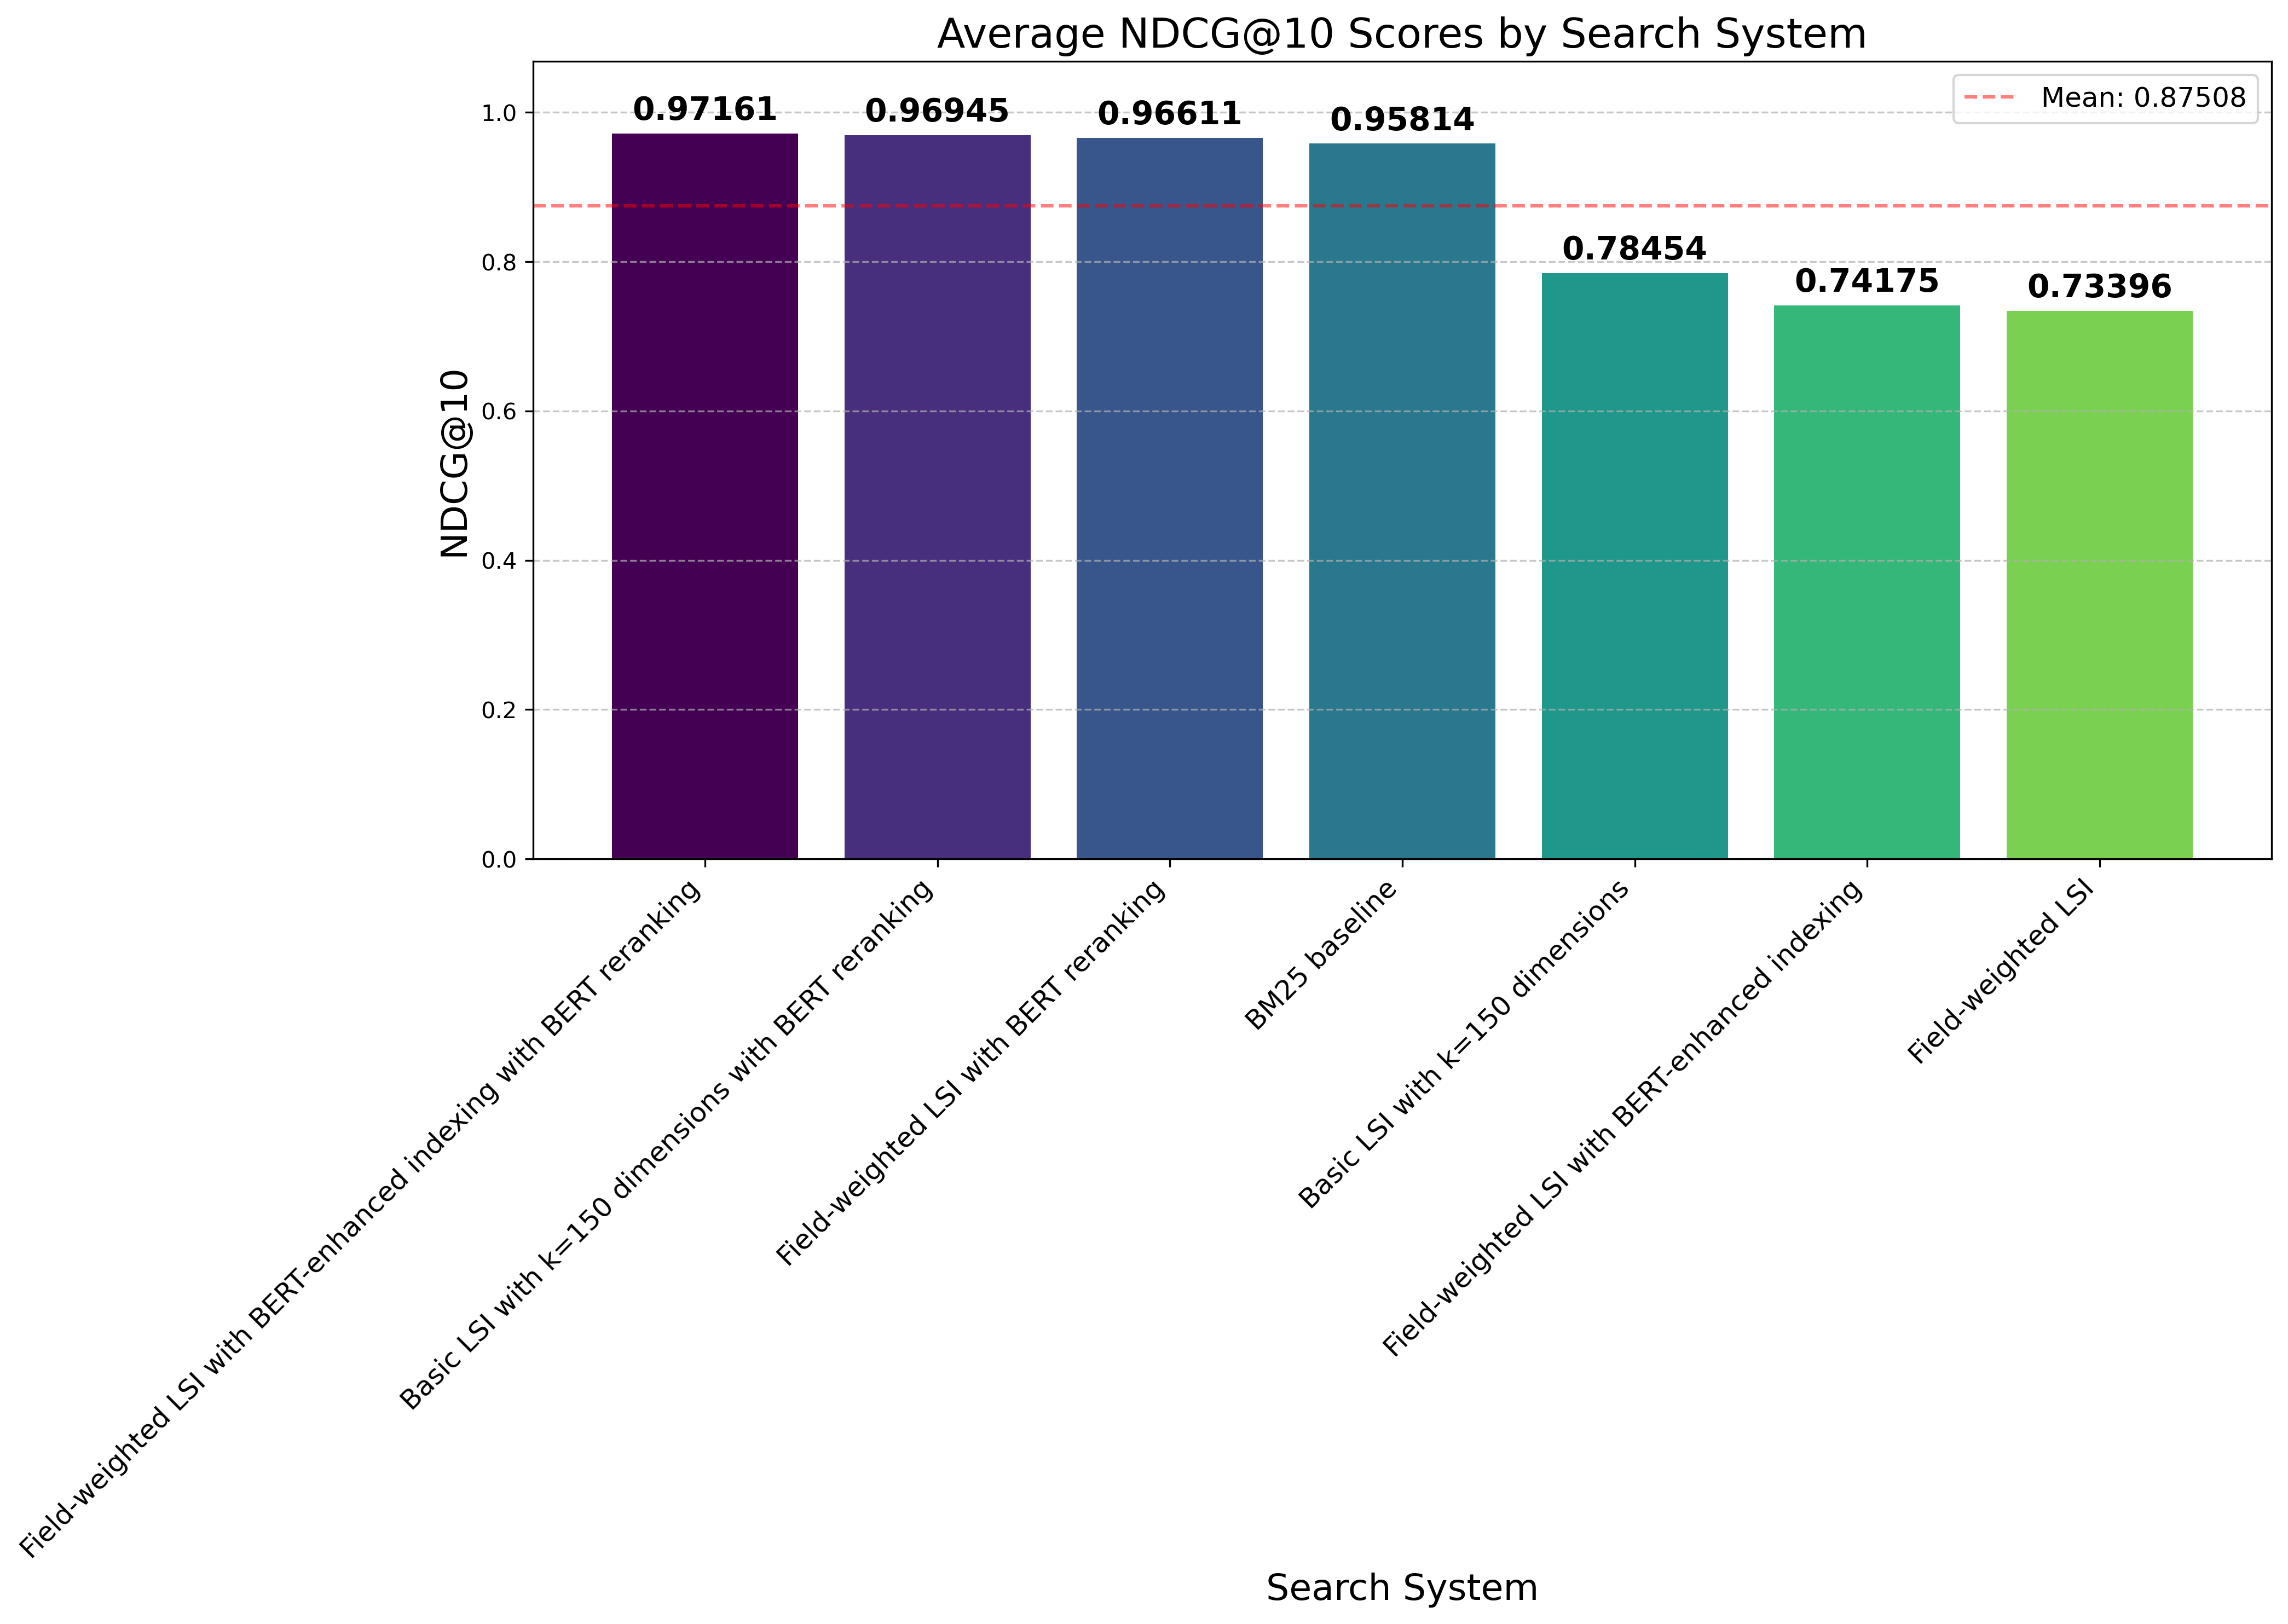 Average NDCG@10 Scores by Search System
Mean: 0.87508
NDCG@10
1.0
0.8
0.6
0.4
0.2
0.0
0.97161
0.96945
0.96611
0.95814
0.78454
0.74175
0.73396
Field-weighted LSI with BERT-enhanced indexing with BERT reranking
Basic LSI with k=150 dimensions with BERT reranking
Field-weighted LSI with BERT reranking
BM25 baseline
Basic LSI with k=150 dimensions
Field-weighted LSI with BERT-enhanced indexing
Field-weighted LSI
Search System